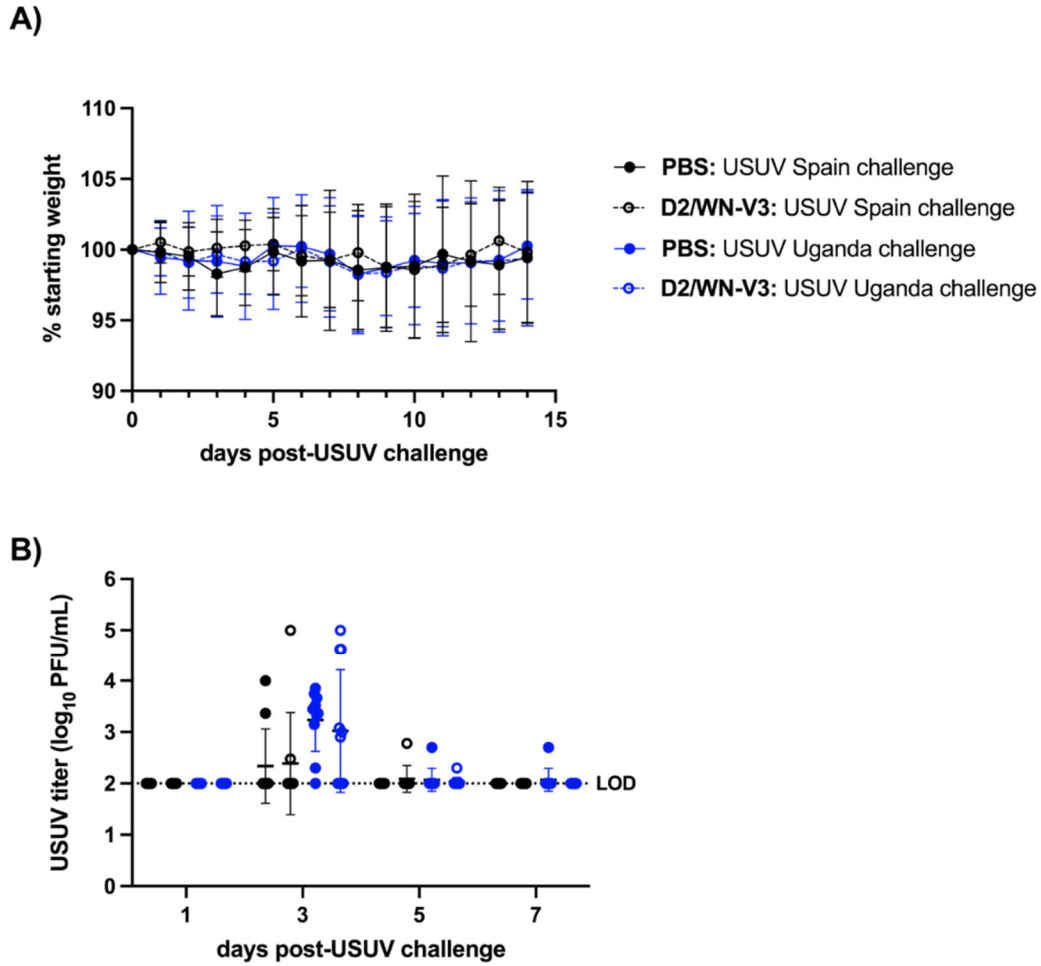 A)
110
105
100
95
90
% starting weight
0 5 10 15
days post-USUV challenge
PBS: USUV Spain challenge
D2/WN-V3: USUV Spain challenge
PBS: USUV Uganda challenge
D2/WN-V3: USUV Uganda challenge
B)
6
5
4
3
2
1
0
USUV titer (log10 PFU/mL)
LOD
1 3 5 7
days post-USUV challenge